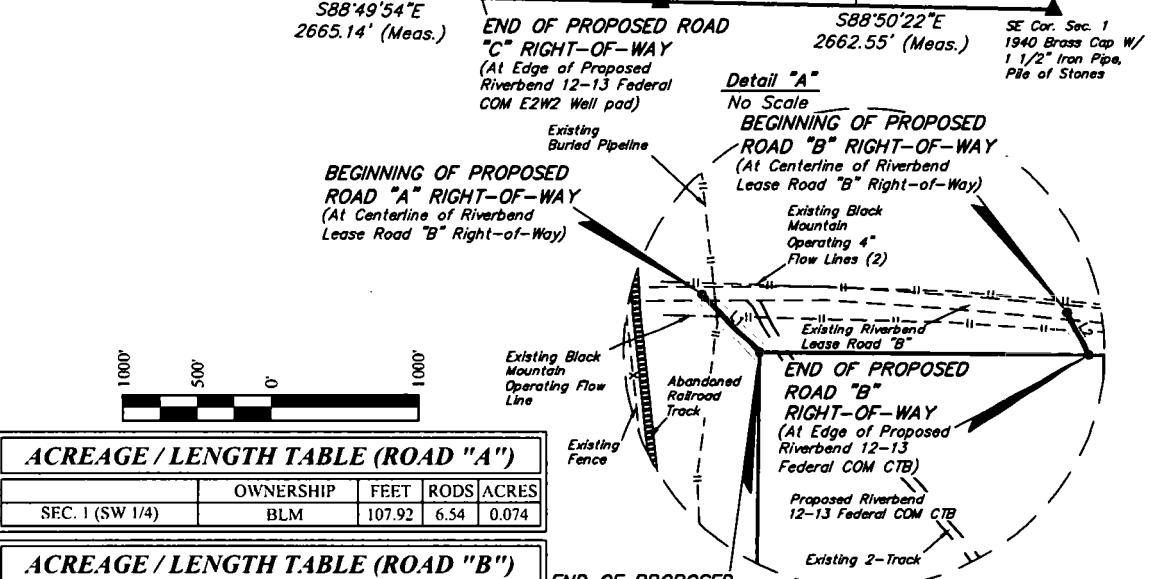 S88°49'54"E
2665.14' (Meas.)
END OF PROPOSED ROAD
"C" RIGHT-OF-WAY
(At Edge of Proposed
Riverbend 12-13 Federal
COM E2W2 Well pad)
S88°50'22"E
2662.55' (Meas.)
SE Cor. Sec. 1
1940 Brass Cap W/
1 1/2" Iron Pipe,
Pile of Stones
Detail "A"
No Scale
Existing
Buried Pipeline
BEGINNING OF PROPOSED
ROAD "B" RIGHT-OF-WAY
(At Centerline of Riverbend
Lease Road "B" Right-of-Way)
BEGINNING OF PROPOSED
ROAD "A" RIGHT-OF-WAY
(At Centerline of Riverbend
Lease Road "B" Right-of-Way)
Existing Black
Mountain
Operating 4"
Flow Lines (2)
Existing Riverbend
Lease Road "B"
Existing Black
Mountain
Operating Flow
Line
Abandoned
Railroad
Track
Existing
Fence
END OF PROPOSED
ROAD "B"
RIGHT-OF-WAY
(At Edge of Proposed
Riverbend 12-13
Federal COM CTB)
Proposed Riverbend
12-13 Federal COM CTB
Existing 2-Track
1000'
500'
0'
1000'
ACREAGE / LENGTH TABLE (ROAD "A")
OWNERSHIP FEET RODS ACRES
SEC. 1 (SW 1/4) BLM 107.92 6.54 0.074
ACREAGE / LENGTH TABLE (ROAD "B")
END OF PROPOSED